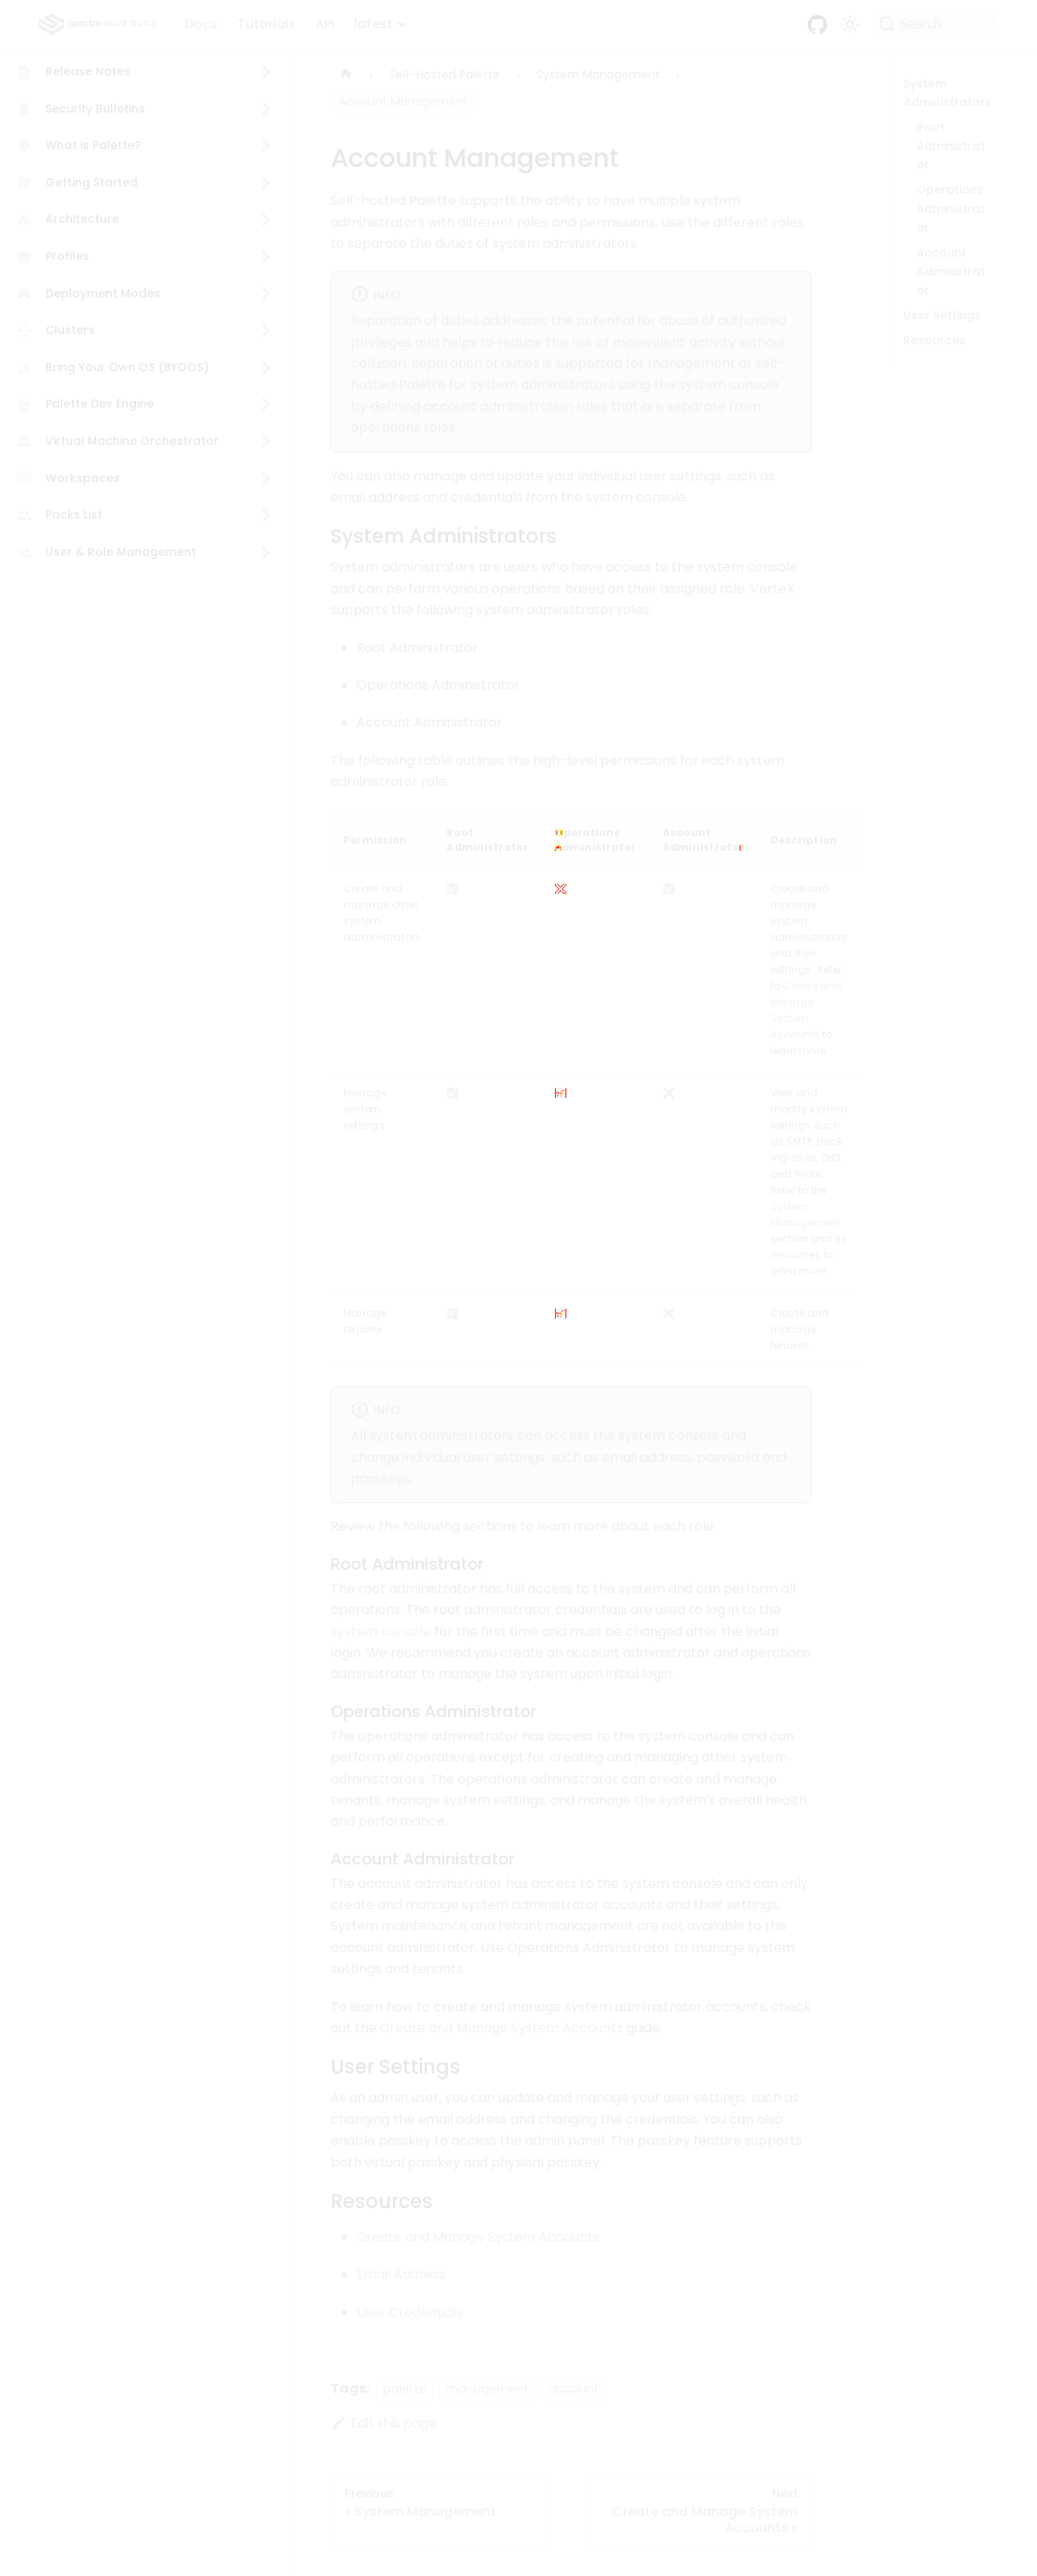 spectro cloud DOCS Docs Tutorials API latest Search
Release Notes
Security Bulletins
What is Palette?
Getting Started
Architecture
Profiles
Deployment Modes
Clusters
Bring Your Own OS (BYOOS)
Palette Dev Engine
Virtual Machine Orchestrator
Workspaces
Packs List
User & Role Management
Self-Hosted Palette › System Management ›
Account Management
Account Management
Self-hosted Palette supports the ability to have multiple system
administrators with different roles and permissions. Use the different roles
to separate the duties of system administrators.
INFO
Separation of duties addresses the potential for abuse of authorized
privileges and helps to reduce the risk of malevolent activity without
collusion. Separation of duties is supported for management of self-
hosted Palette for system administrators using the system console
by defining account administration roles that are separate from
operations roles.
You can also manage and update your individual user settings, such as
email address and credentials from the system console.
System Administrators
System administrators are users who have access to the system console
and can perform various operations based on their assigned role. VerteX
supports the following system administrator roles:
• Root Administrator
• Operations Administrator
• Account Administrator
The following table outlines the high-level permissions for each system
administrator role.
Permission
Root
Administrator
Operations
Administrator
Account
Administrator
Description
Create and
manage other
system
administrators
Create and
manage
system
administrators
and their
settings. Refer
to Create and
Manage
System
Accounts to
learn more.
Manage
system
settings
View and
modify system
settings such
as SMTP, pack
registries, DNS,
and more.
Refer to the
System
Management
section and its
resources to
learn more.
Manage
tenants
Create and
manage
tenants.
INFO
All system administrators can access the system console and
change individual user settings, such as email address, password and
passkeys.
Review the following sections to learn more about each role.
Root Administrator
The root administrator has full access to the system and can perform all
operations. The root administrator credentials are used to log in to the
system console for the first time and must be changed after the initial
login. We recommend you create an account administrator and operations
administrator to manage the system upon initial login.
Operations Administrator
The operations administrator has access to the system console and can
perform all operations except for creating and managing other system
administrators. The operations administrator can create and manage
tenants, manage system settings, and manage the system's overall health
and performance.
Account Administrator
The account administrator has access to the system console and can only
create and manage system administrator accounts and their settings.
System maintenance and tenant management are not available to the
account administrator. Use Operations Administrator to manage system
settings and tenants.
To learn how to create and manage system administrator accounts, check
out the Create and Manage System Accounts guide.
User Settings
As an admin user, you can update and manage your user settings, such as
changing the email address and changing the credentials. You can also
enable passkey to access the admin panel. The passkey feature supports
both virtual passkey and physical passkey.
Resources
• Create and Manage System Accounts
• Email Address
• User Credentials
Tags: palette management account
Edit this page
Previous
« System Management
Next
Create and Manage System
Accounts »
System
Administrators
Root
Administrat
or
Operations
Administrat
or
Account
Administrat
or
User Settings
Resources